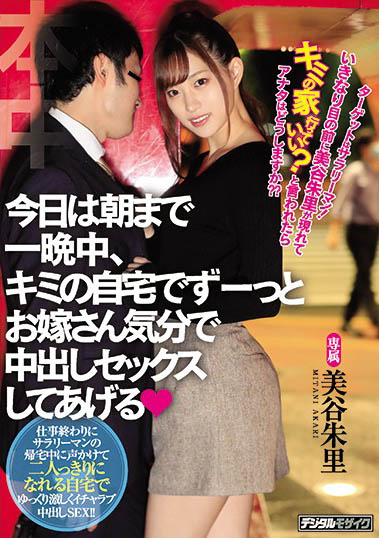 本中
ターゲットはサラリーマン!
いきなり目の前に美谷朱里が現れて
キミの家行っていい?と言われたら
アナタはどうしますか?!
今日は朝まで
一晩中、
キミの自宅でずーっと
お嫁さん気分で
中出しセックス
してあげる♥
専属
美谷朱里
MITANI AKARI
仕事終わりに
サラリーマンの
帰宅中に声かけて
二人っきりに
なれる自宅で
ゆっくり激しくイチャラブ
中出しSEX!!
デジタルモザイク